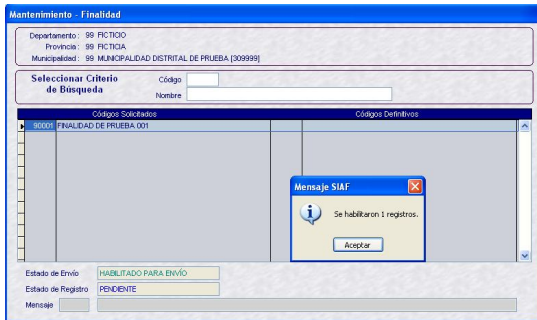 Mantenimiento - Finalidad
Departamento : 99 FICTICIO
Provincia : 99 FICTICIA
Municipalidad : 99 MUNICIPALIDAD DISTRITAL DE PRUEBA [309999]
Seleccionar Criterio de Búsqueda
Código
Nombre
Códigos Solicitados Códigos Definitivos
90001 FINALIDAD DE PRUEBA 001
Mensaje SIAF
Se habilitaron 1 registros.
Aceptar
Estado de Envío HABILITADO PARA ENVÍO
Estado de Registro PENDIENTE
Mensaje